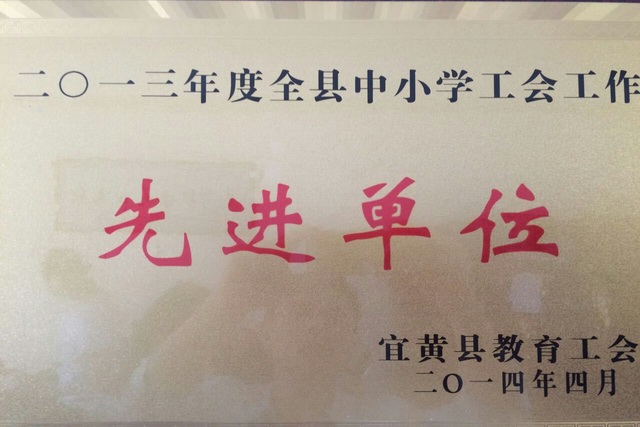 二〇一三年度全县中小学工会工作
先进单位
宜黄县教育工会
二〇一四年四月